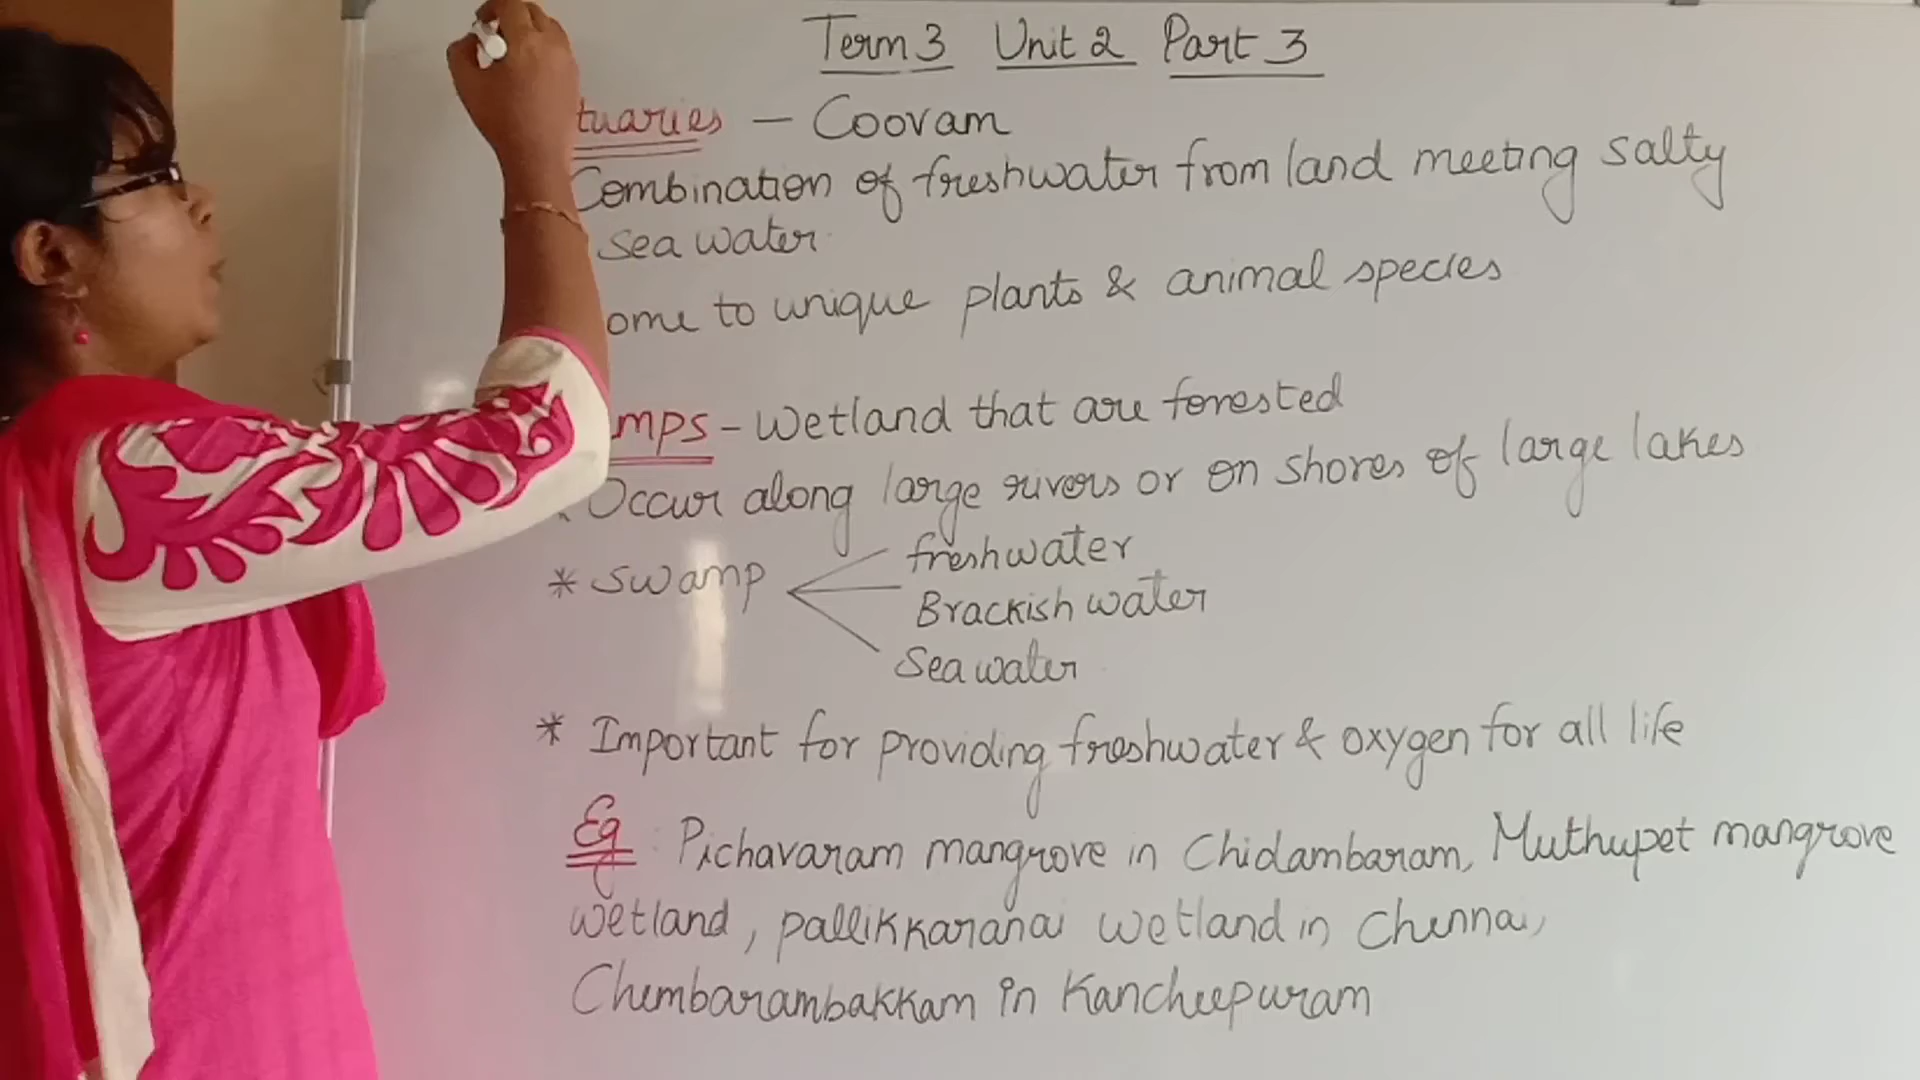 Term 3 Unit 2 Part 3
tuaries - Coovam
Combination of freshwater from land meeting salty
sea water
ome to unique plants & animal species
mps - Wetland that are forested
Occur along large rivers or on shores of large lakes
* Swamp
freshwater
Brackish water
Sea water
* Important for providing freshwater & oxygen for all life
Eg: Pichavaram mangrove in Chidambaram, Muthupet mangrove
wetland, pallikkaranai wetland in Chennai,
Chembarambakkam in Kancheepuram